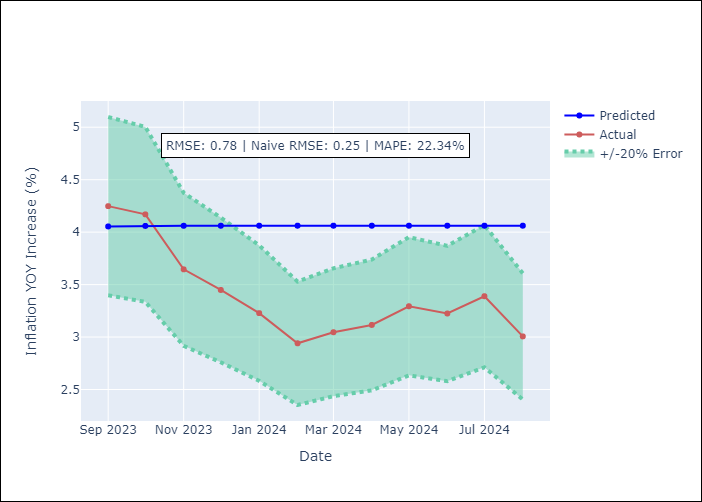 RMSE: 0.78 | Naive RMSE: 0.25 | MAPE: 22.34%
Predicted
Actual
+/-20% Error
Inflation YOY Increase (%)
5
4.5
4
3.5
3
2.5
Sep 2023
Nov 2023
Jan 2024
Mar 2024
May 2024
Jul 2024
Date